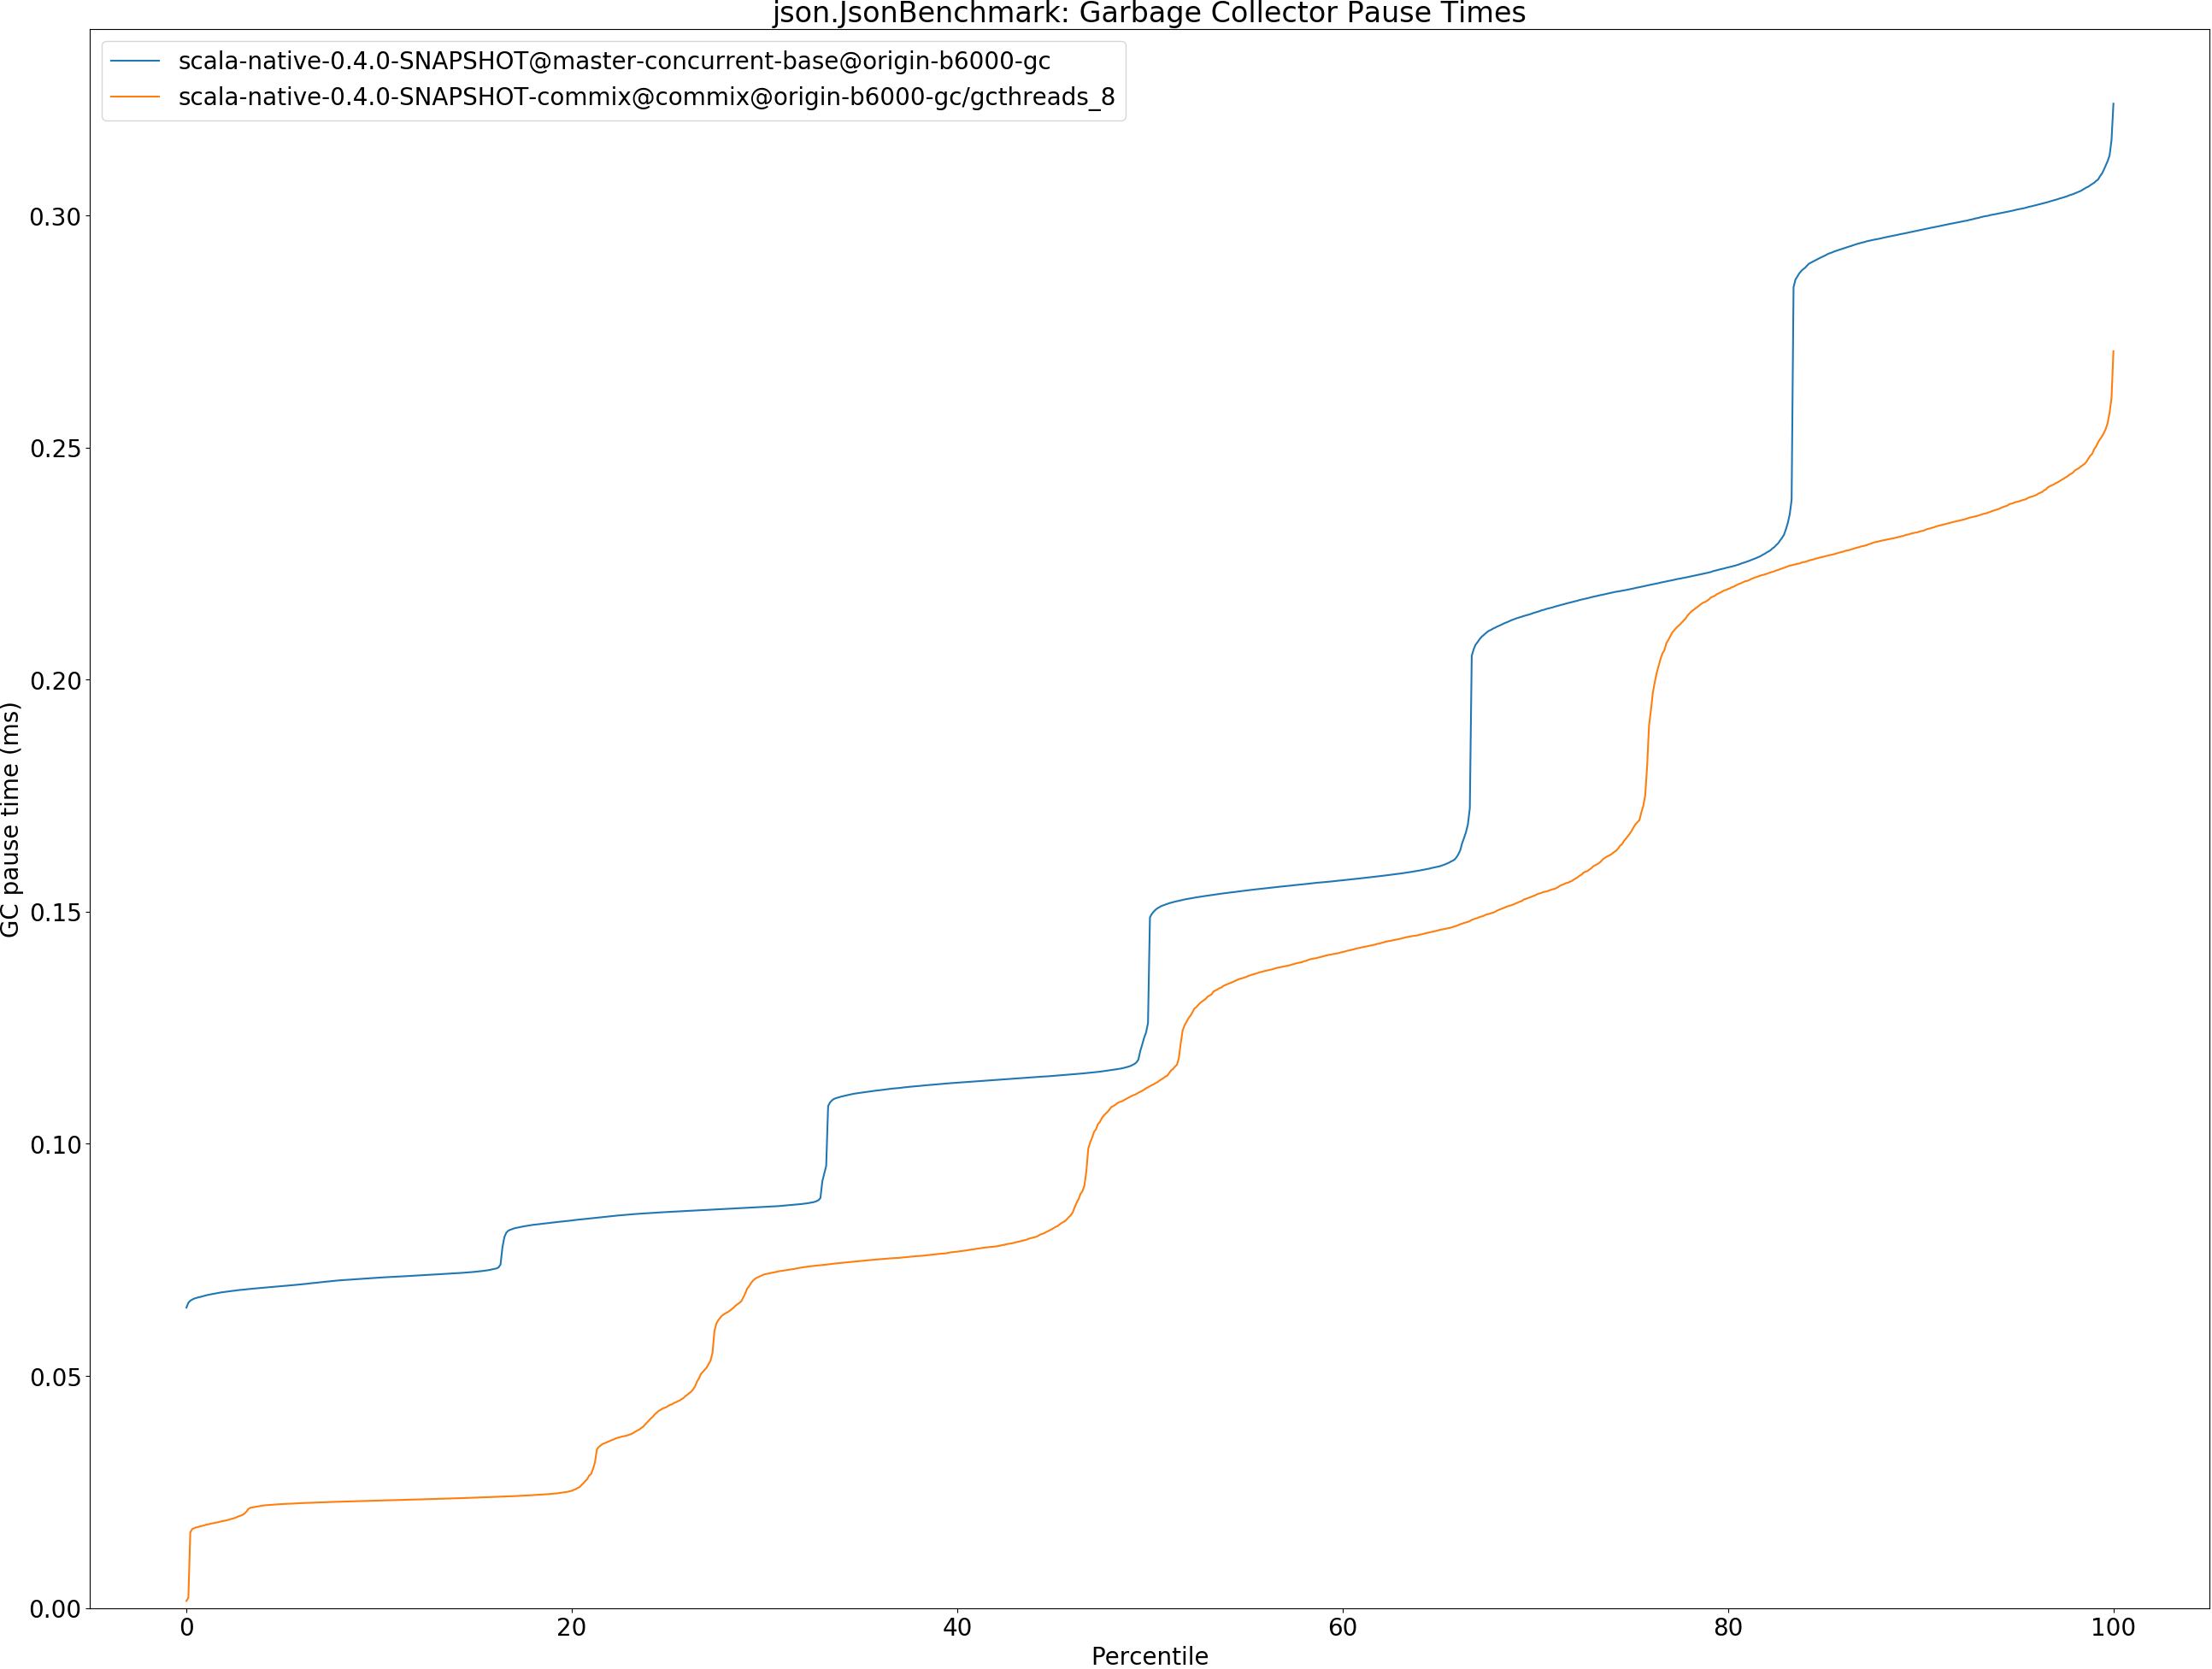 json.JsonBenchmark: Garbage Collector Pause Times
scala-native-0.4.0-SNAPSHOT@master-concurrent-base@origin-b6000-gc
scala-native-0.4.0-SNAPSHOT-commix@commix@origin-b6000-gc/gcthreads_8
GC pause time (ms)
0.30
0.25
0.20
0.15
0.10
0.05
0.00
0 20 40 60 80 100
Percentile